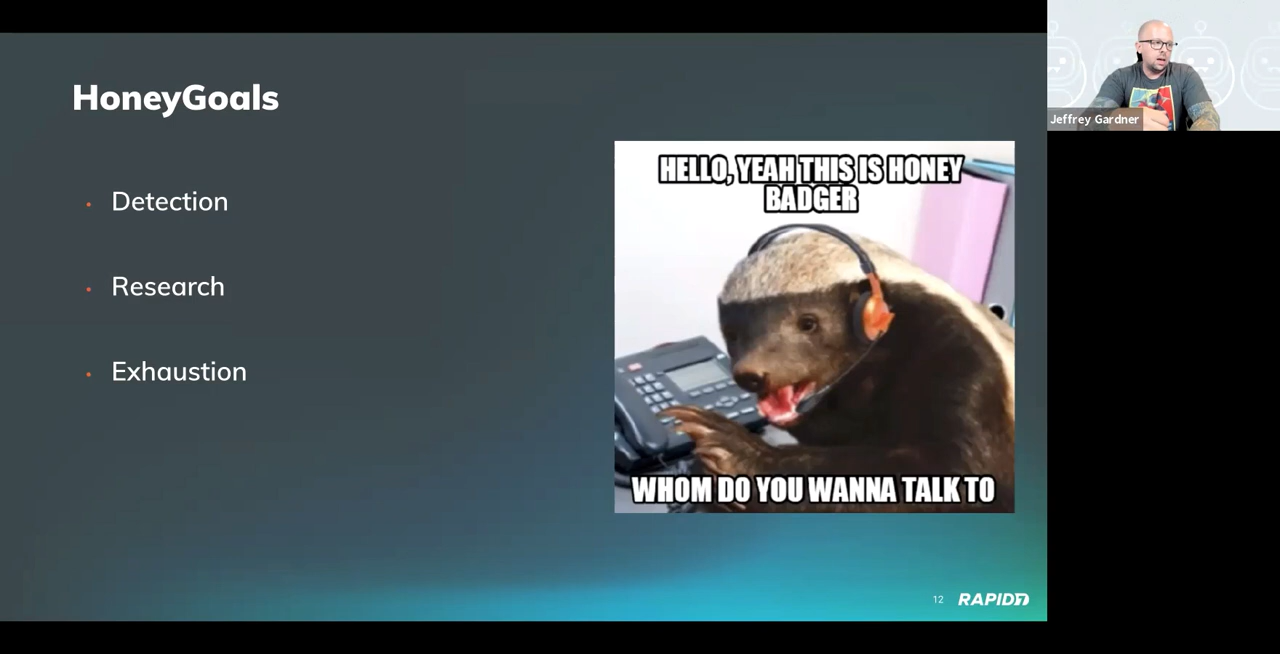 HoneyGoals
Detection
Research
Exhaustion
HELLO, YEAH THIS IS HONEY
BADGER
WHOM DO YOU WANNA TALK TO
12
RAPID7
Jeffrey Gardner